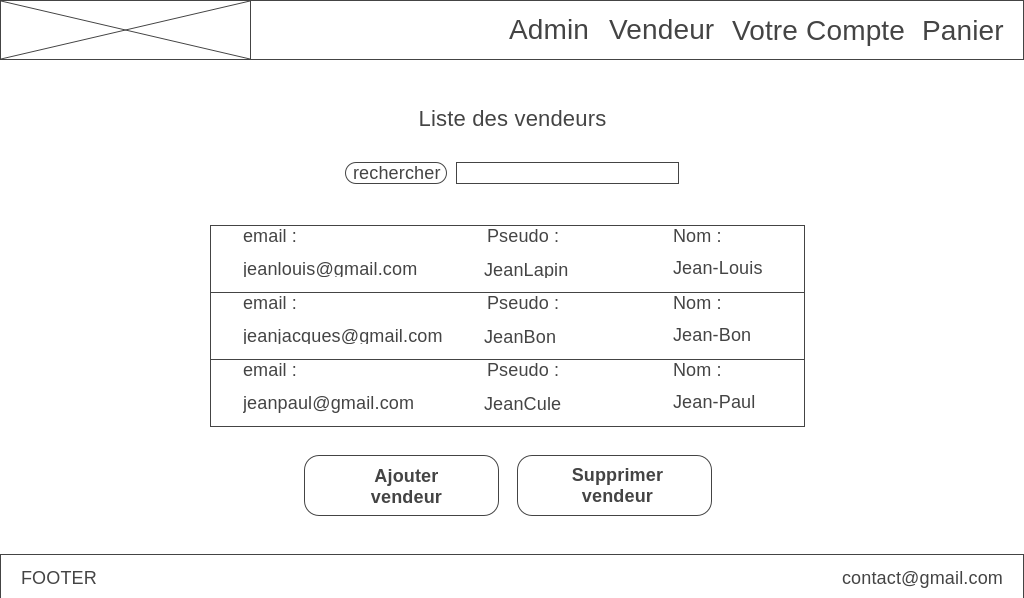 Admin Vendeur Votre Compte Panier
Liste des vendeurs
rechercher
email : Pseudo : Nom :
jeanlouis@gmail.com JeanLapin Jean-Louis
email : Pseudo : Nom :
jeanjacques@gmail.com JeanBon Jean-Bon
email : Pseudo : Nom :
jeanpaul@gmail.com JeanCule Jean-Paul
Ajouter
vendeur
Supprimer
vendeur
FOOTER contact@gmail.com